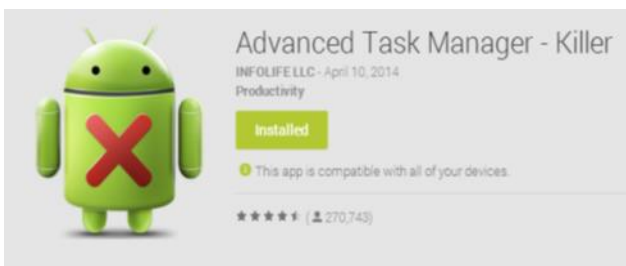 Advanced Task Manager - Killer
INFOLIFE LLC - April 10, 2014
Productivity
Installed
This app is compatible with all of your devices.
(270,743)